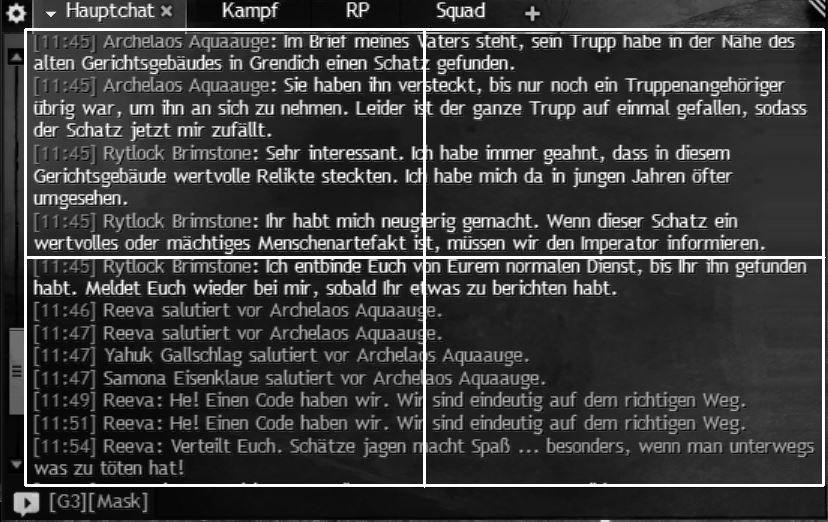 Hauptchat × Kampf RP Squad +
[11:45] Archelaos Aquaauge: Im Brief meines Vaters steht, sein Trupp habe in der Nähe des
alten Gerichtsgebäudes in Grendich einen Schatz gefunden.
[11:45] Archelaos Aquaauge: Sie haben ihn versteckt, bis nur noch ein Truppenangehöriger
übrig war, um ihn an sich zu nehmen. Leider ist der ganze Trupp auf einmal gefallen, sodass
der Schatz jetzt mir zufällt.
[11:45] Rytlock Brimstone: Sehr interessant. Ich habe immer geahnt, dass in diesem
Gerichtsgebäude wertvolle Relikte steckten. Ich habe mich da in jungen Jahren öfter
umgesehen.
[11:45] Rytlock Brimstone: Ihr habt mich neugierig gemacht. Wenn dieser Schatz ein
wertvolles oder mächtiges Menschenartefakt ist, müssen wir den Imperator informieren.
[11:45] Rytlock Brimstone: Ich entbinde Euch von Eurem normalen Dienst, bis Ihr ihn gefunden
habt. Meldet Euch wieder bei mir, sobald Ihr etwas zu berichten habt.
[11:46] Reeva salutiert vor Archelaos Aquaauge.
[11:47] Reeva salutiert vor Archelaos Aquaauge.
[11:47] Yahuk Gallschlag salutiert vor Archelaos Aquaauge.
[11:47] Samona Eisenklaue salutiert vor Archelaos Aquaauge.
[11:49] Reeva: He! Einen Code haben wir. Wir sind eindeutig auf dem richtigen Weg.
[11:51] Reeva: He! Einen Code haben wir. Wir sind eindeutig auf dem richtigen Weg.
[11:54] Reeva: Verteilt Euch. Schätze jagen macht Spaß ... besonders, wenn man unterwegs
was zu töten hat!
[G3][Mask]